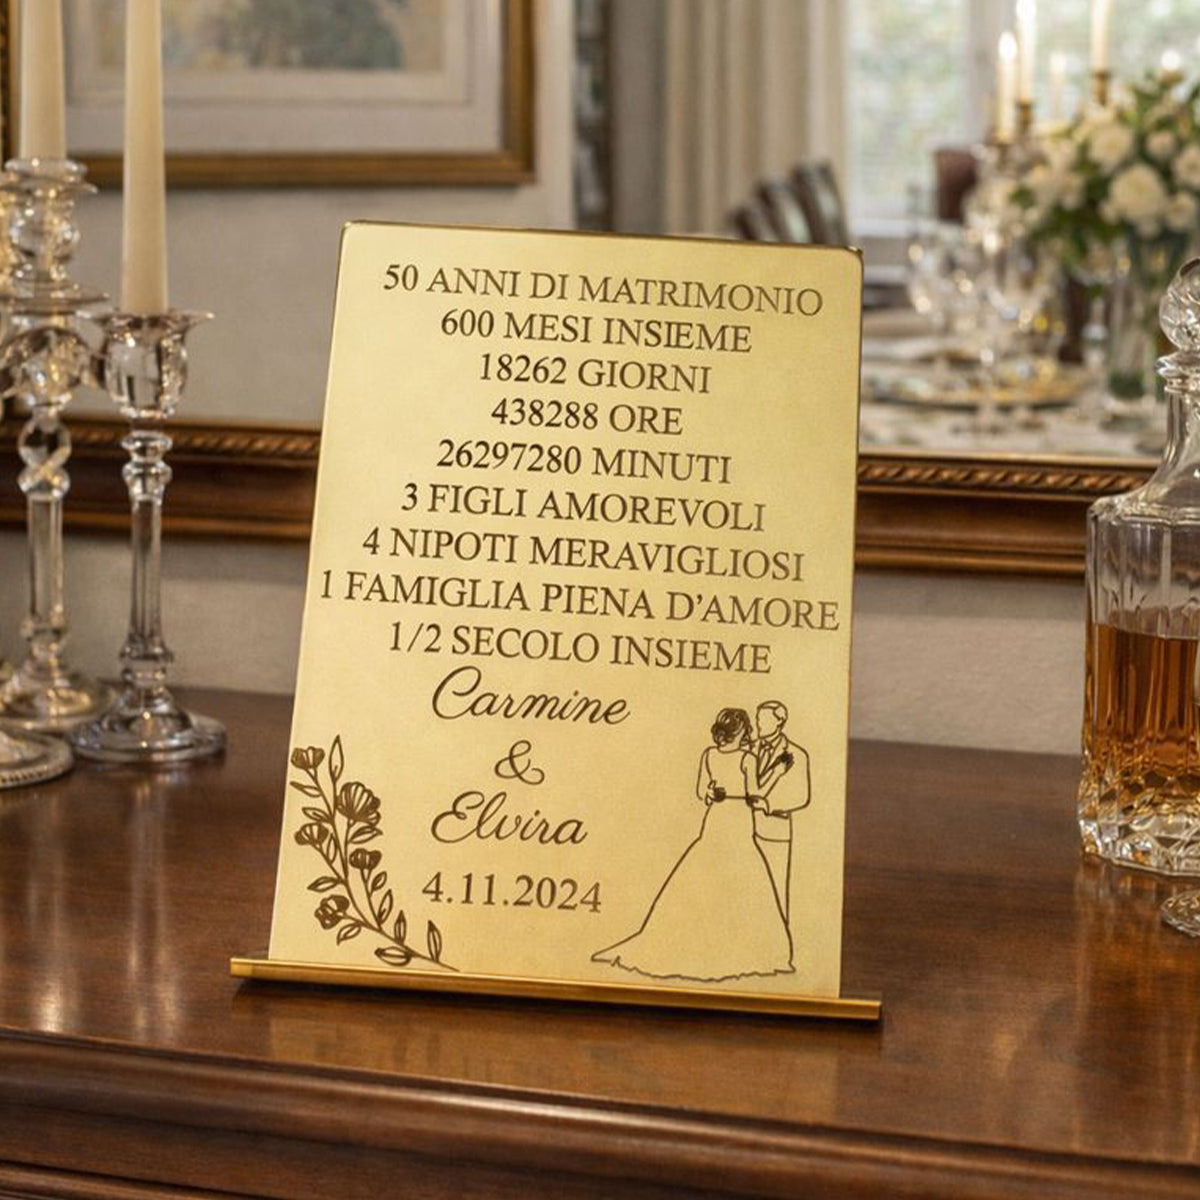 50 ANNI DI MATRIMONIO
600 MESI INSIEME
18262 GIORNI
438288 ORE
26297280 MINUTI
3 FIGLI AMOREVOLI
4 NIPOTI MERAVIGLIOSI
1 FAMIGLIA PIENA D'AMORE
1/2 SECOLO INSIEME
Carmine
&
Elvira
4.11.2024